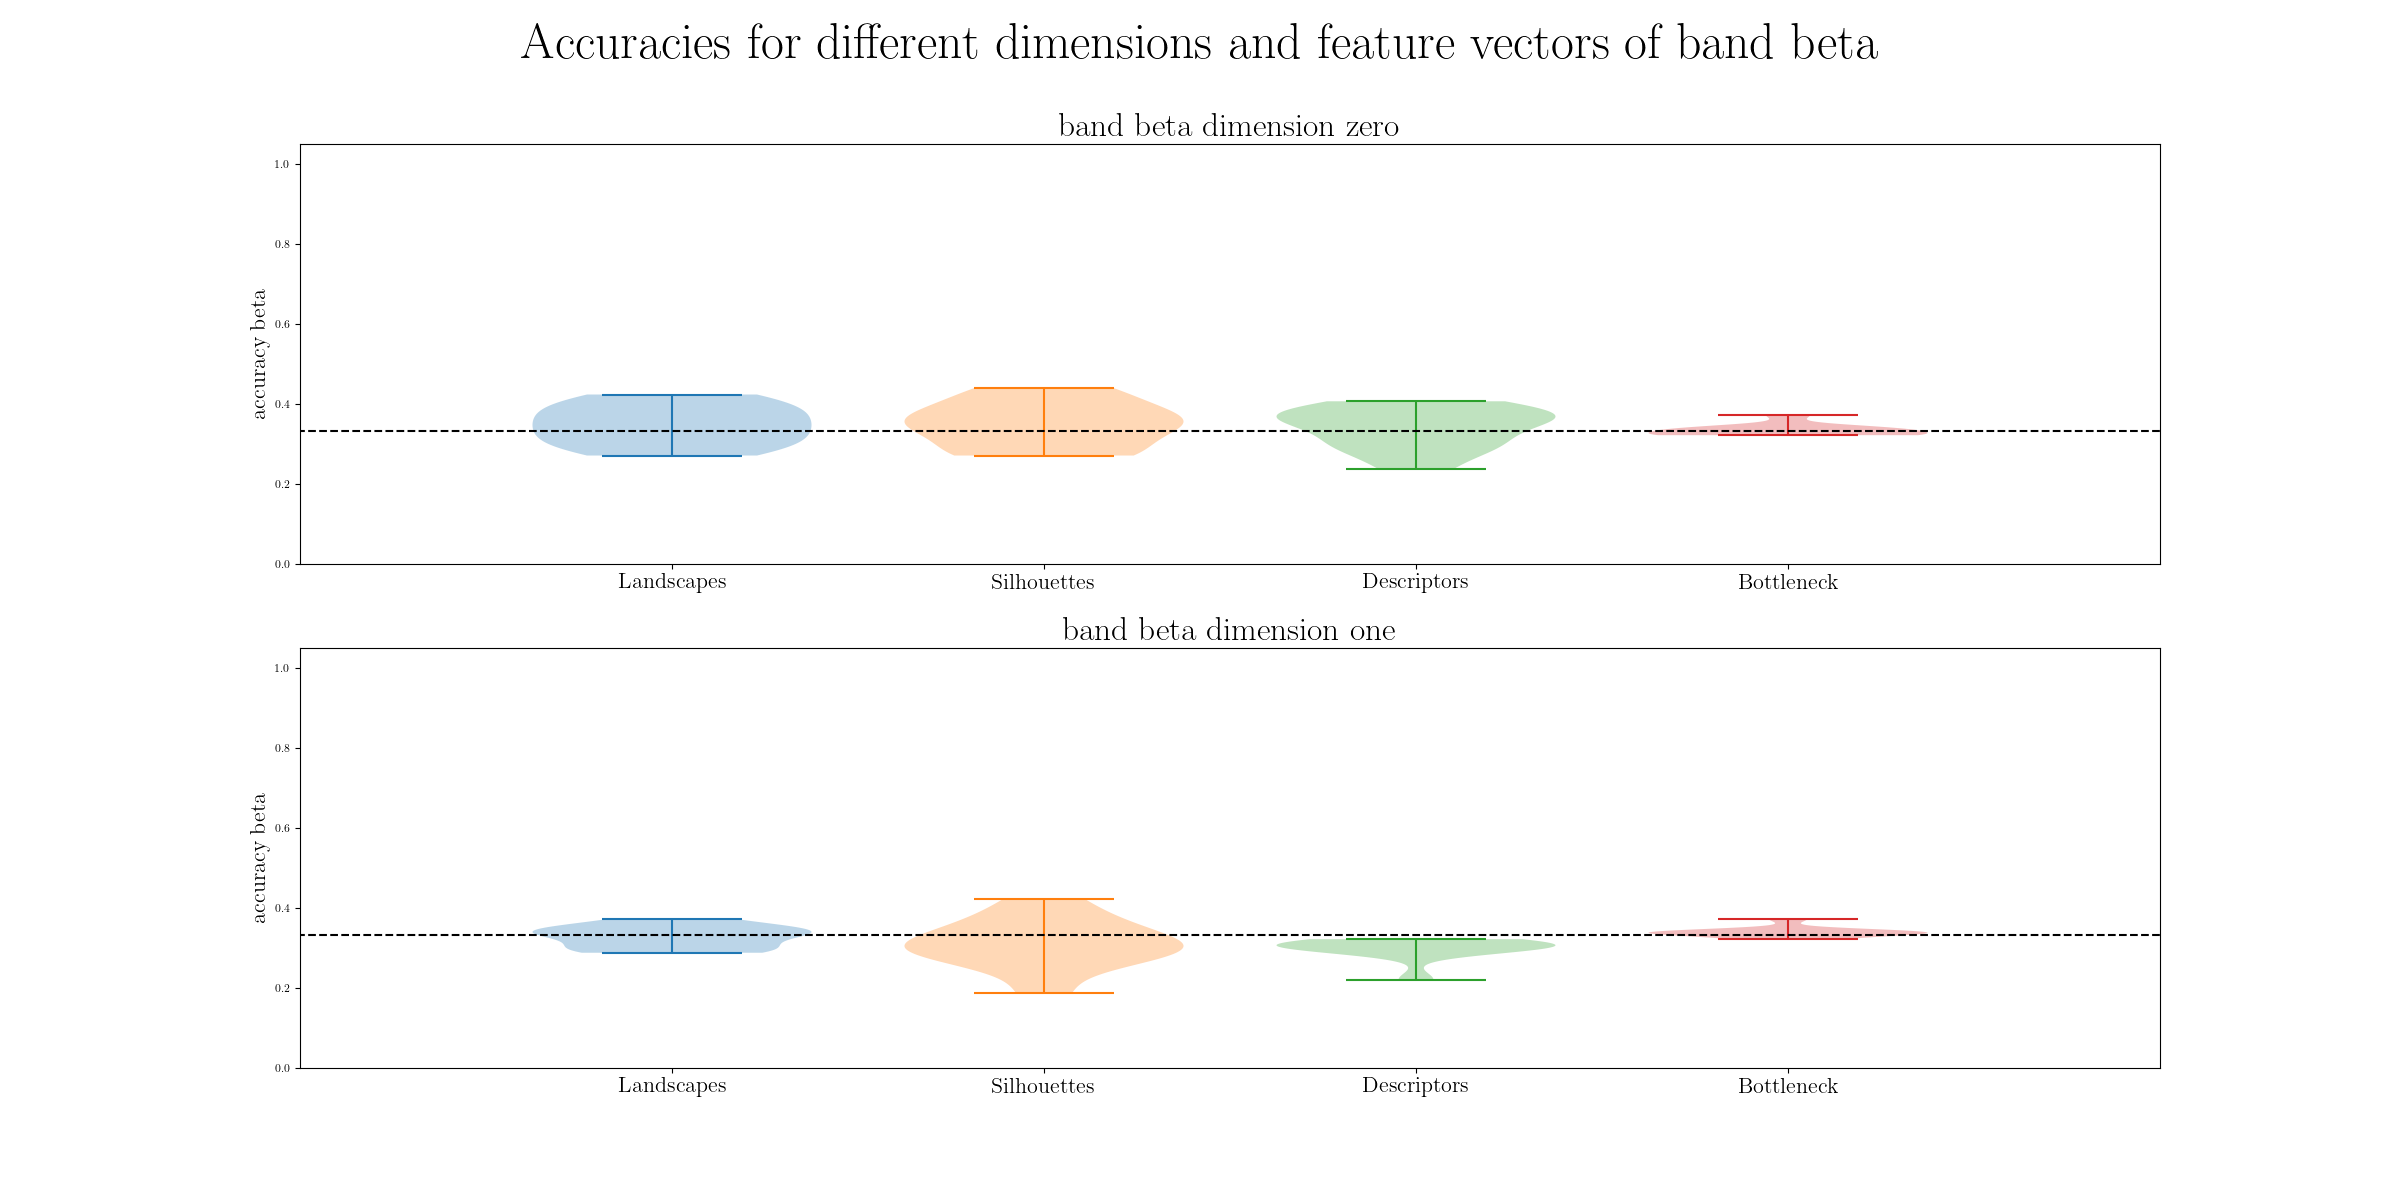 Accuracies for different dimensions and feature vectors of band beta
band beta dimension zero
accuracy beta
1.0
0.8
0.6
0.4
0.2
0.0
Landscapes Silhouettes Descriptors Bottleneck
band beta dimension one
accuracy beta
1.0
0.8
0.6
0.4
0.2
0.0
Landscapes Silhouettes Descriptors Bottleneck